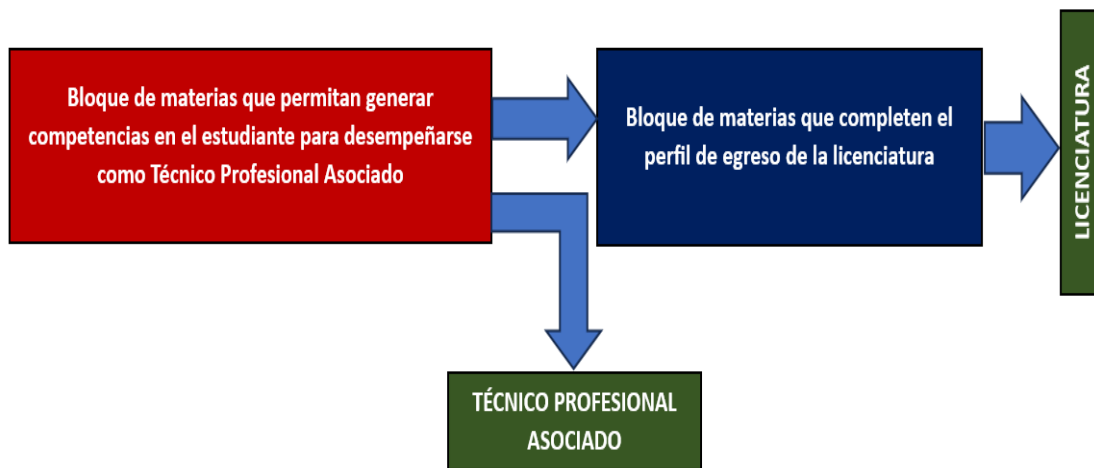 Bloque de materias que permitan generar
competencias en el estudiante para desempeñarse
como Técnico Profesional Asociado
Bloque de materias que completen el
perfil de egreso de la licenciatura
LICENCIATURA
TÉCNICO PROFESIONAL
ASOCIADO